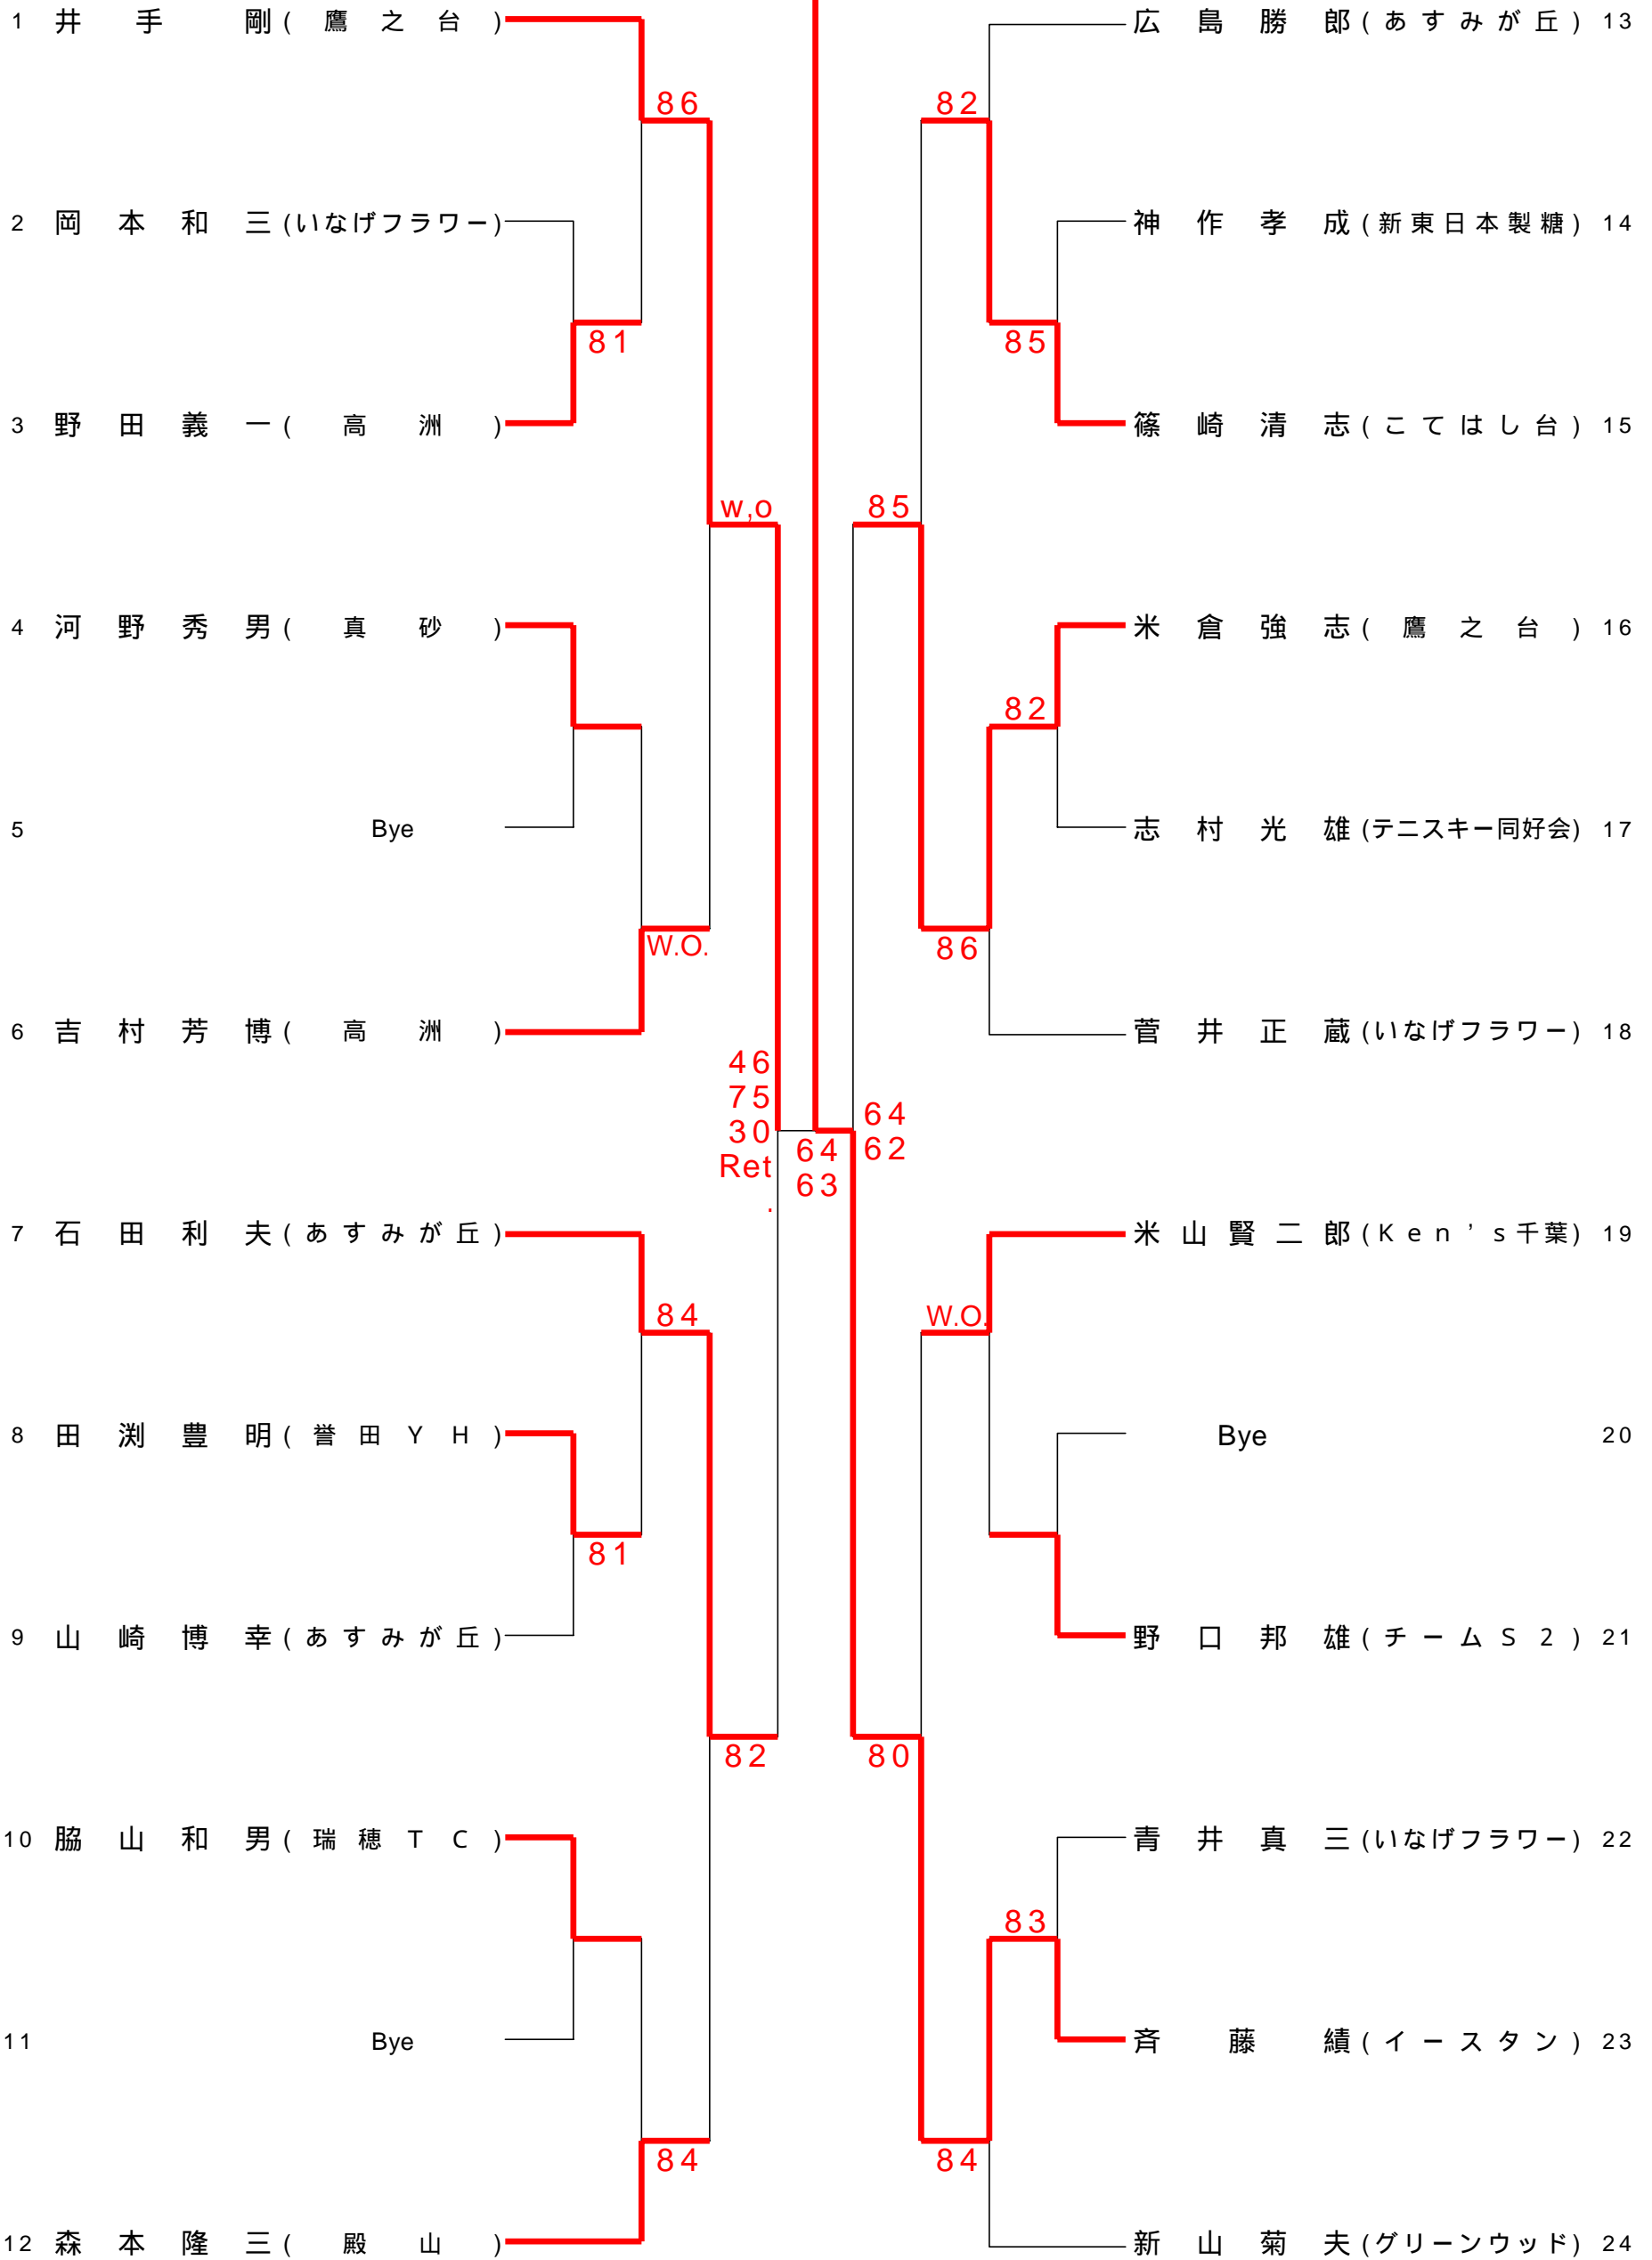 1 井手剛(鷹之台)
86
2 岡本和三(いなげフラワー)
81
3 野田義一(高洲)
w,o
4 河野秀男(真砂)
5 Bye
W.O.
6 吉村芳博(高洲)
46
75
30
Ret
.
7 石田利夫(あすみが丘)
84
8 田渕豊明(誉田YH)
81
9 山崎博幸(あすみが丘)
82
10 脇山和男(瑞穂TC)
11 Bye
84
12 森本隆三(殿山)
64
63
広島勝郎(あすみが丘) 13
82
神作孝成(新東日本製糖) 14
85
篠崎清志(こてはし台) 15
85
米倉強志(鷹之台) 16
82
志村光雄(テニスキー同好会) 17
86
菅井正蔵(いなげフラワー) 18
64
62
米山賢二郎(Ken's千葉) 19
W.O.
Bye 20
野口邦雄(チームS2) 21
80
青井真三(いなげフラワー) 22
83
斉藤績(イースタン) 23
84
新山菊夫(グリーンウッド) 24